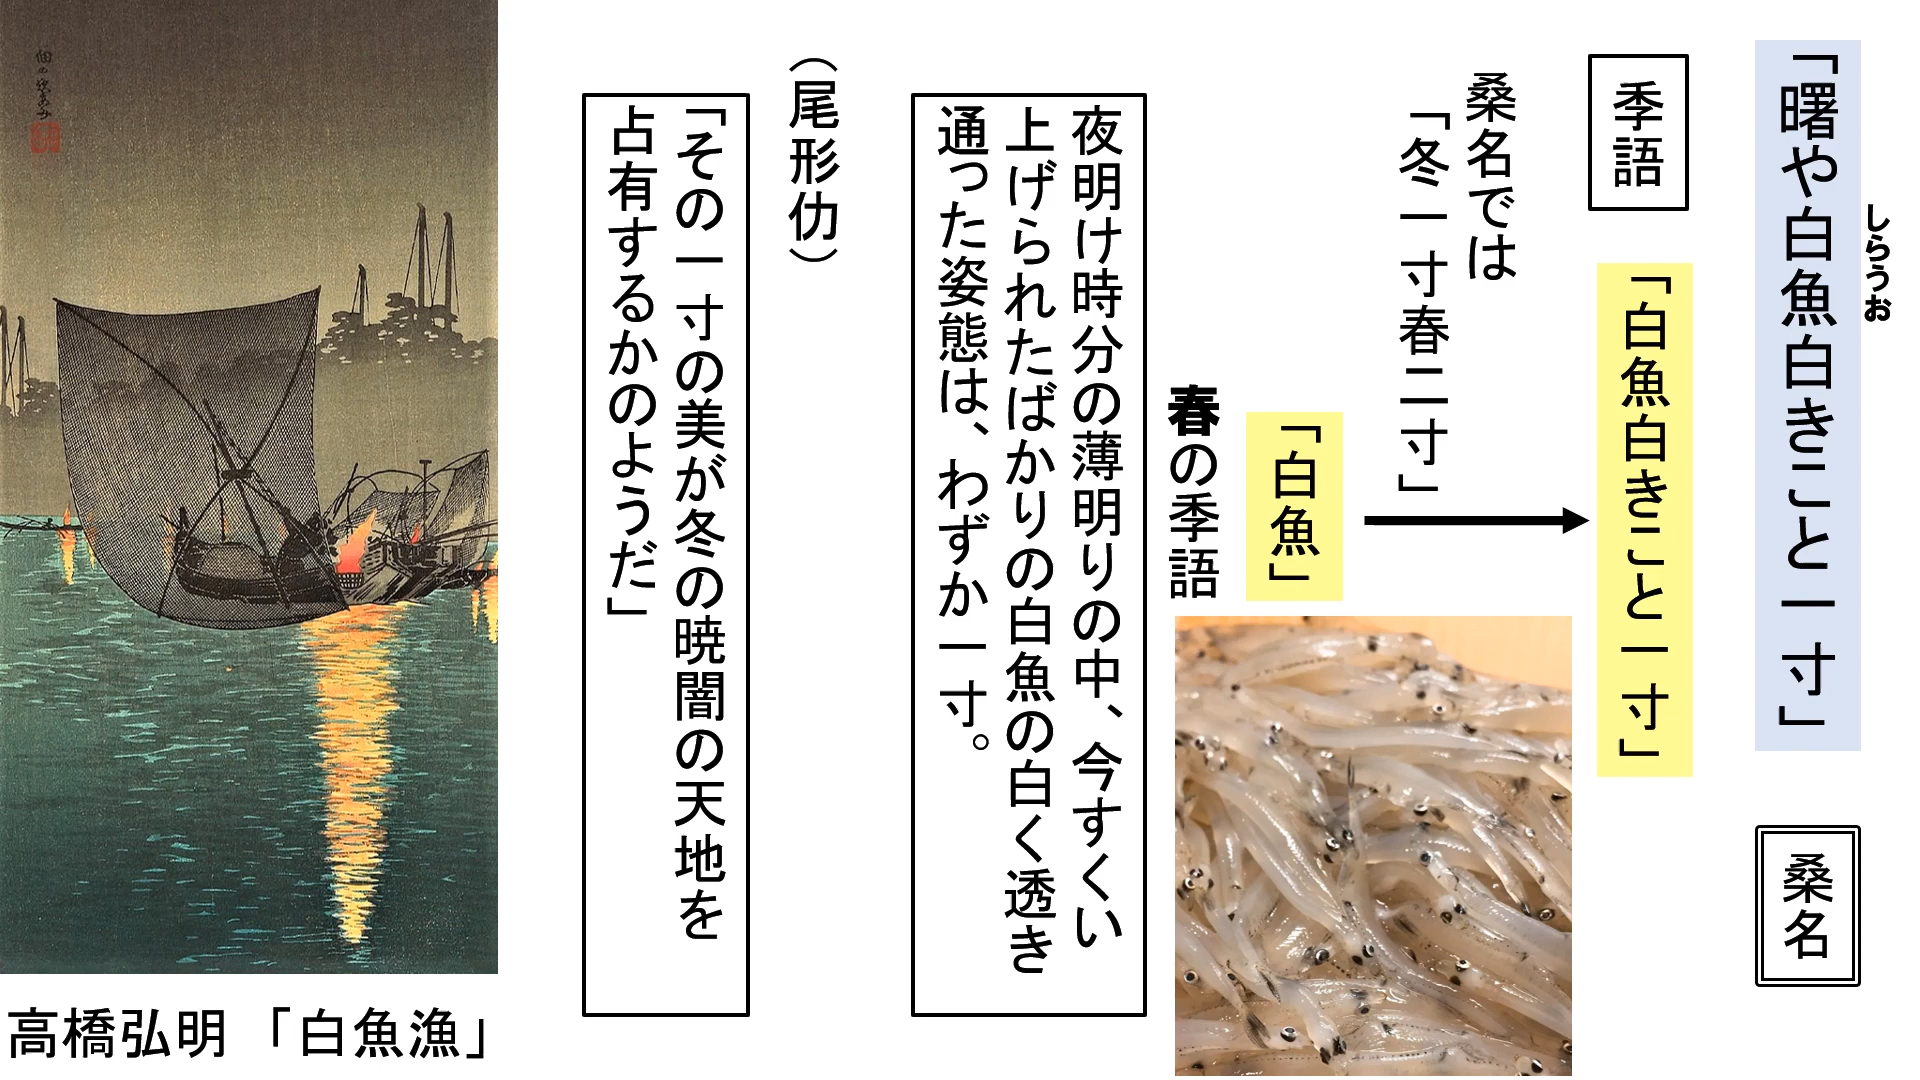 「曙や白魚白きこと一寸」
しらうお
桑名
季語
「白魚白きこと一寸」
桑名では
「冬一寸春二寸」
「白魚」
春の季語
夜明け時分の薄明りの中、今すくい
上げられたばかりの白魚の白く透き
通った姿態は、わずか一寸。
（尾形仂）
「その一寸の美が冬の暁闇の天地を
占有するかのようだ」
高橋弘明「白魚漁」